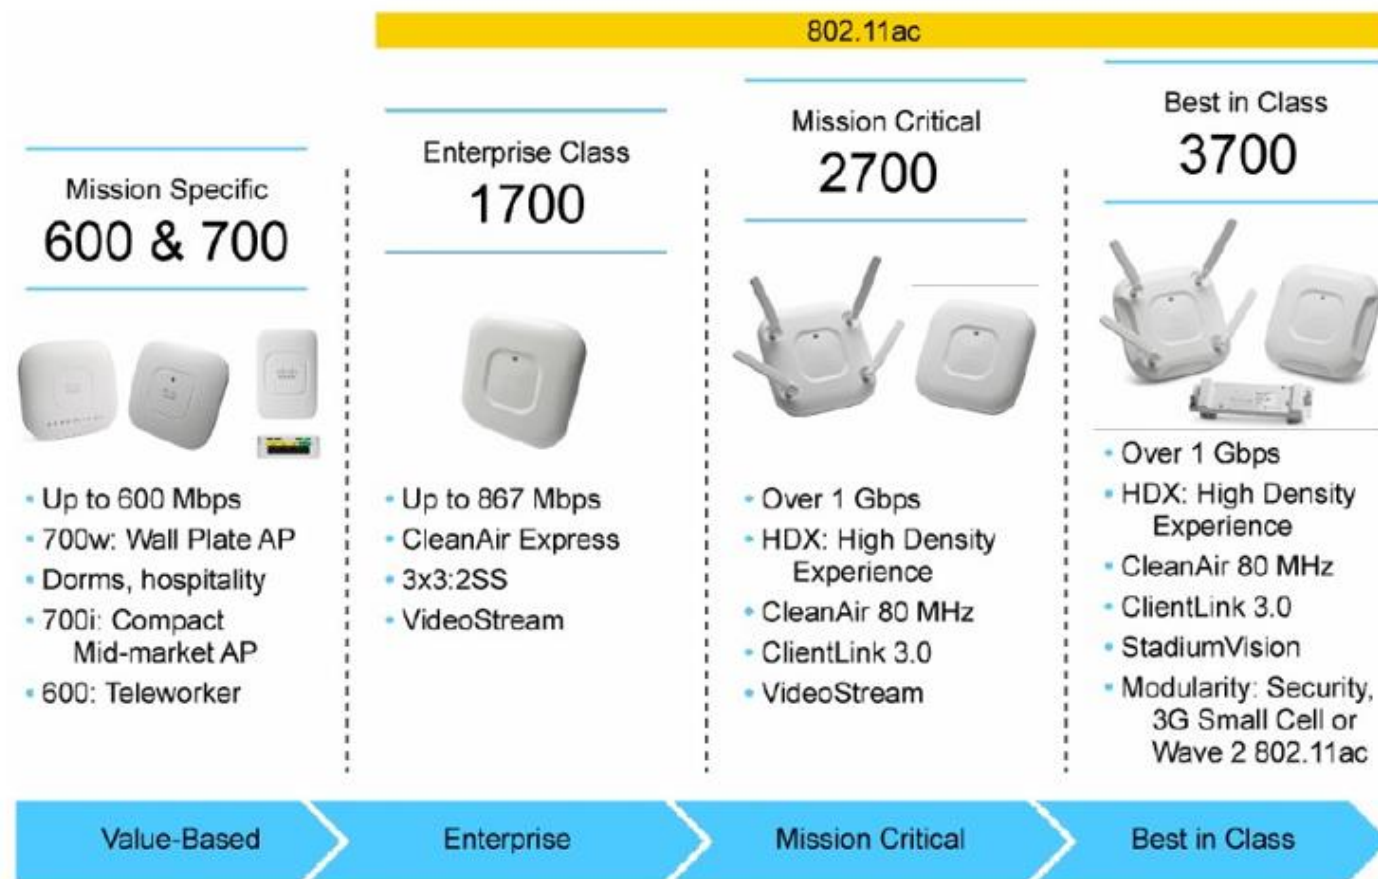 802.11ac
Mission Specific
600 & 700
• Up to 600 Mbps
• 700w: Wall Plate AP
• Dorms, hospitality
• 700i: Compact
Mid-market AP
• 600: Teleworker
Enterprise Class
1700
• Up to 867 Mbps
• CleanAir Express
• 3x3:2SS
• VideoStream
Mission Critical
2700
• Over 1 Gbps
• HDX: High Density
Experience
• CleanAir 80 MHz
• ClientLink 3.0
• VideoStream
Best in Class
3700
• Over 1 Gbps
• HDX: High Density
Experience
• CleanAir 80 MHz
• ClientLink 3.0
• StadiumVision
• Modularity: Security,
3G Small Cell or
Wave 2 802.11ac
Value-Based
Enterprise
Mission Critical
Best in Class